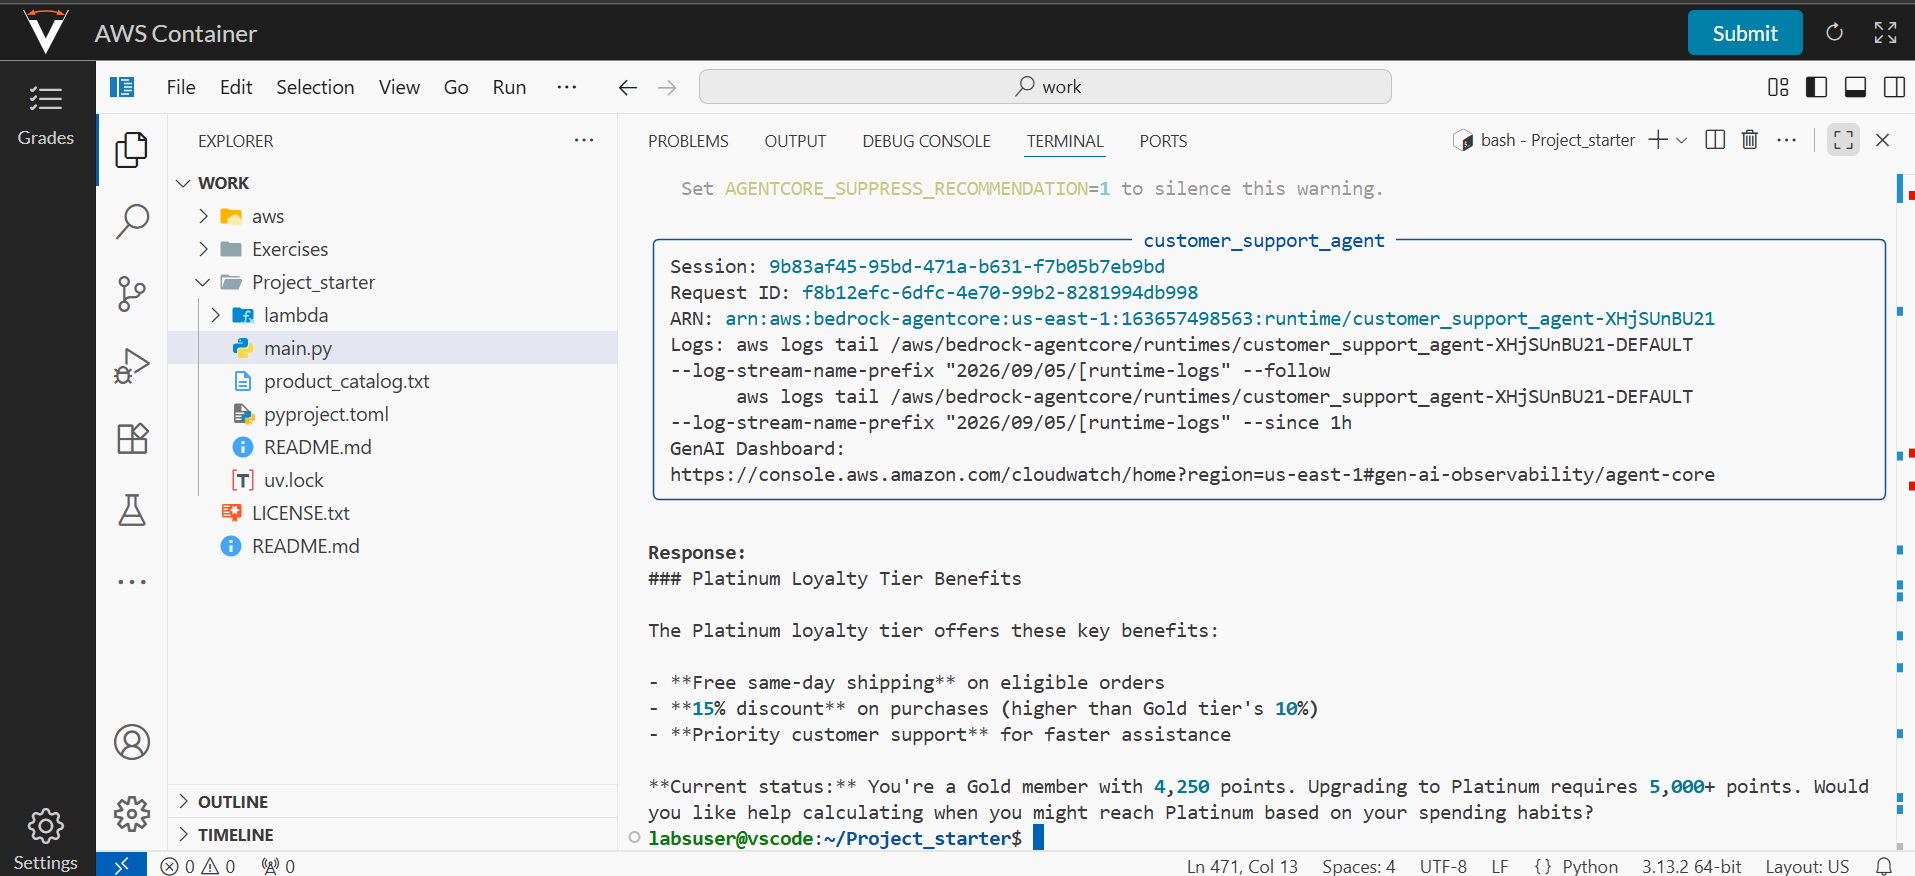 AWS Container
Submit
Grades
File Edit Selection View Go Run ···
work
EXPLORER
WORK
aws
Exercises
Project_starter
lambda
main.py
product_catalog.txt
pyproject.toml
README.md
uv.lock
LICENSE.txt
README.md
OUTLINE
TIMELINE
PROBLEMS OUTPUT DEBUG CONSOLE TERMINAL PORTS
bash - Project_starter
Set AGENTCORE_SUPPRESS_RECOMMENDATION=1 to silence this warning.
customer_support_agent
Session: 9b83af45-95bd-471a-b631-f7b05b7eb9bd
Request ID: f8b12efc-6dfc-4e70-99b2-8281994db998
ARN: arn:aws:bedrock-agentcore:us-east-1:163657498563:runtime/customer_support_agent-XHjSUnBU21
Logs: aws logs tail /aws/bedrock-agentcore/runtimes/customer_support_agent-XHjSUnBU21-DEFAULT
--log-stream-name-prefix "2026/09/05/[runtime-logs" --follow
aws logs tail /aws/bedrock-agentcore/runtimes/customer_support_agent-XHjSUnBU21-DEFAULT
--log-stream-name-prefix "2026/09/05/[runtime-logs" --since 1h
GenAI Dashboard:
https://console.aws.amazon.com/cloudwatch/home?region=us-east-1#gen-ai-observability/agent-core
Response:
### Platinum Loyalty Tier Benefits
The Platinum loyalty tier offers these key benefits:
- **Free same-day shipping** on eligible orders
- **15% discount** on purchases (higher than Gold tier's 10%)
- **Priority customer support** for faster assistance
**Current status:** You're a Gold member with 4,250 points. Upgrading to Platinum requires 5,000+ points. Would
you like help calculating when you might reach Platinum based on your spending habits?
labsuser@vscode:~/Project_starter$
Settings
0 0 0
Ln 471, Col 13 Spaces: 4 UTF-8 LF {} Python 3.13.2 64-bit Layout: US